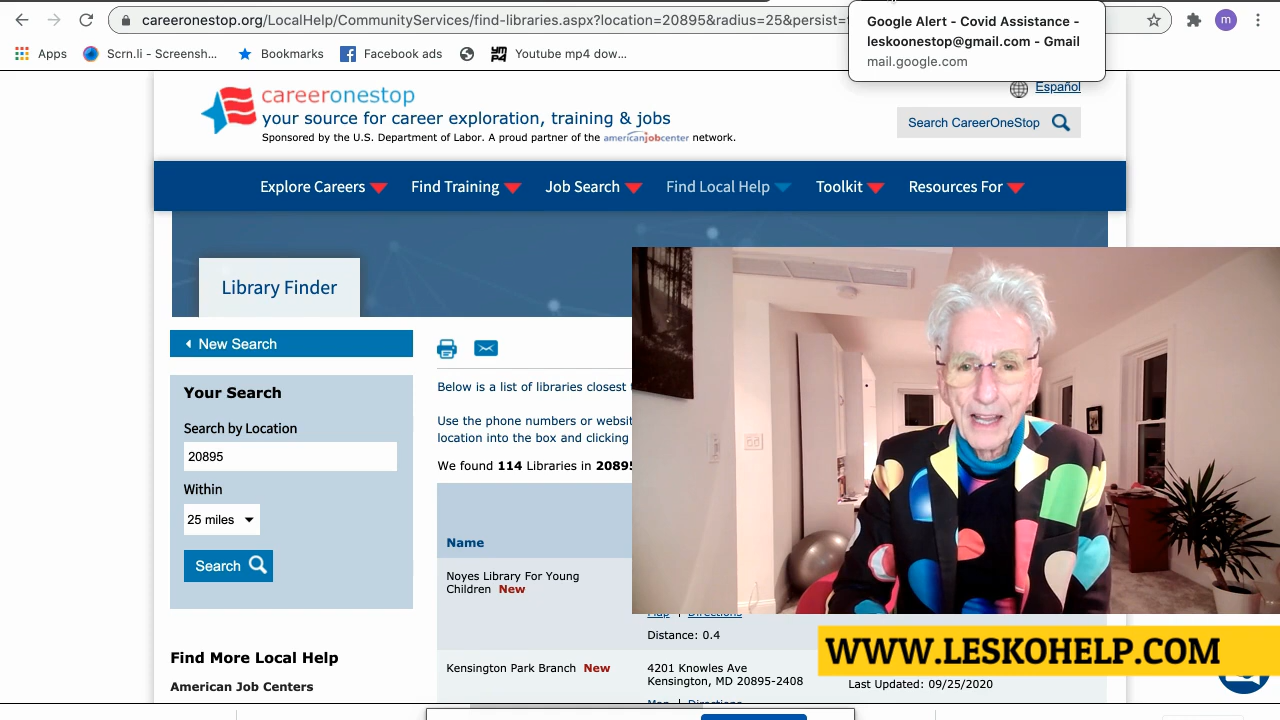 careeronestop.org/LocalHelp/CommunityServices/find-libraries.aspx?location=20895&radius=25&persist=
Google Alert - Covid Assistance -
leskoonestop@gmail.com - Gmail
mail.google.com
m
Apps
Scrn.li - Screensh...
Bookmarks
Facebook ads
Youtube mp4 dow...
careeronestop
your source for career exploration, training & jobs
Sponsored by the U.S. Department of Labor. A proud partner of the americanjobcenter network.
Español
Search CareerOneStop
Explore Careers
Find Training
Job Search
Find Local Help
Toolkit
Resources For
Library Finder
New Search
Your Search
Search by Location
20895
Within
25 miles
Search
Find More Local Help
American Job Centers
Below is a list of libraries closest
Use the phone numbers or
location into the box and clicking
We found 114 Libraries in 20895
Name
Noyes Library For Young
Children New
Map | Directions
Distance: 0.4
Kensington Park Branch New
4201 Knowles Ave
Kensington, MD 20895-2408
Map | Directions
Last Updated: 09/25/2020
WWW.LESKOHELP.COM